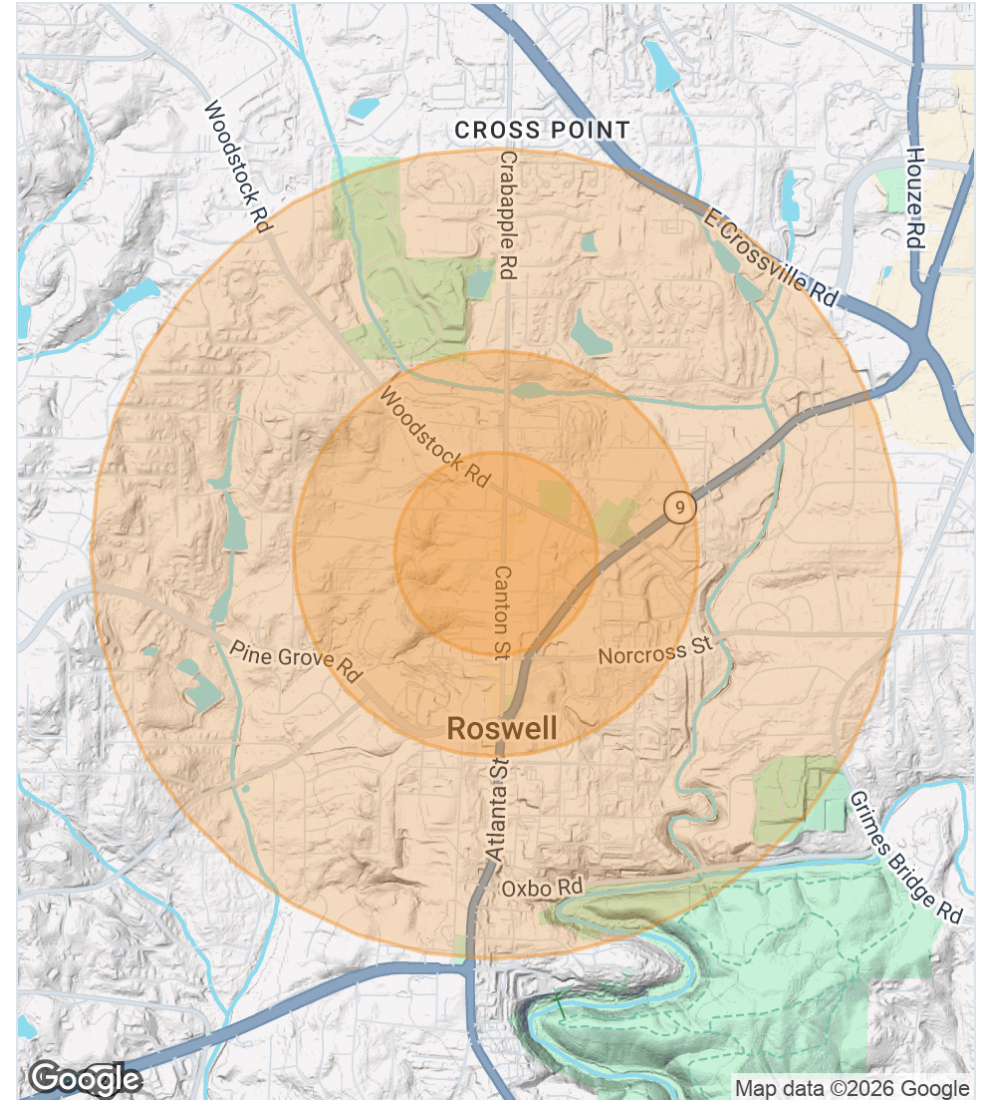 CROSS POINT
Woodstock Rd
Crabapple Rd
Houze Rd
E Crossville Rd
Woodstock Rd
9
Canton St
Norcross St
Pine Grove Rd
Roswell
Atlanta St
Grimes Bridge Rd
Oxbo Rd
Google
Map data ©2026 Google